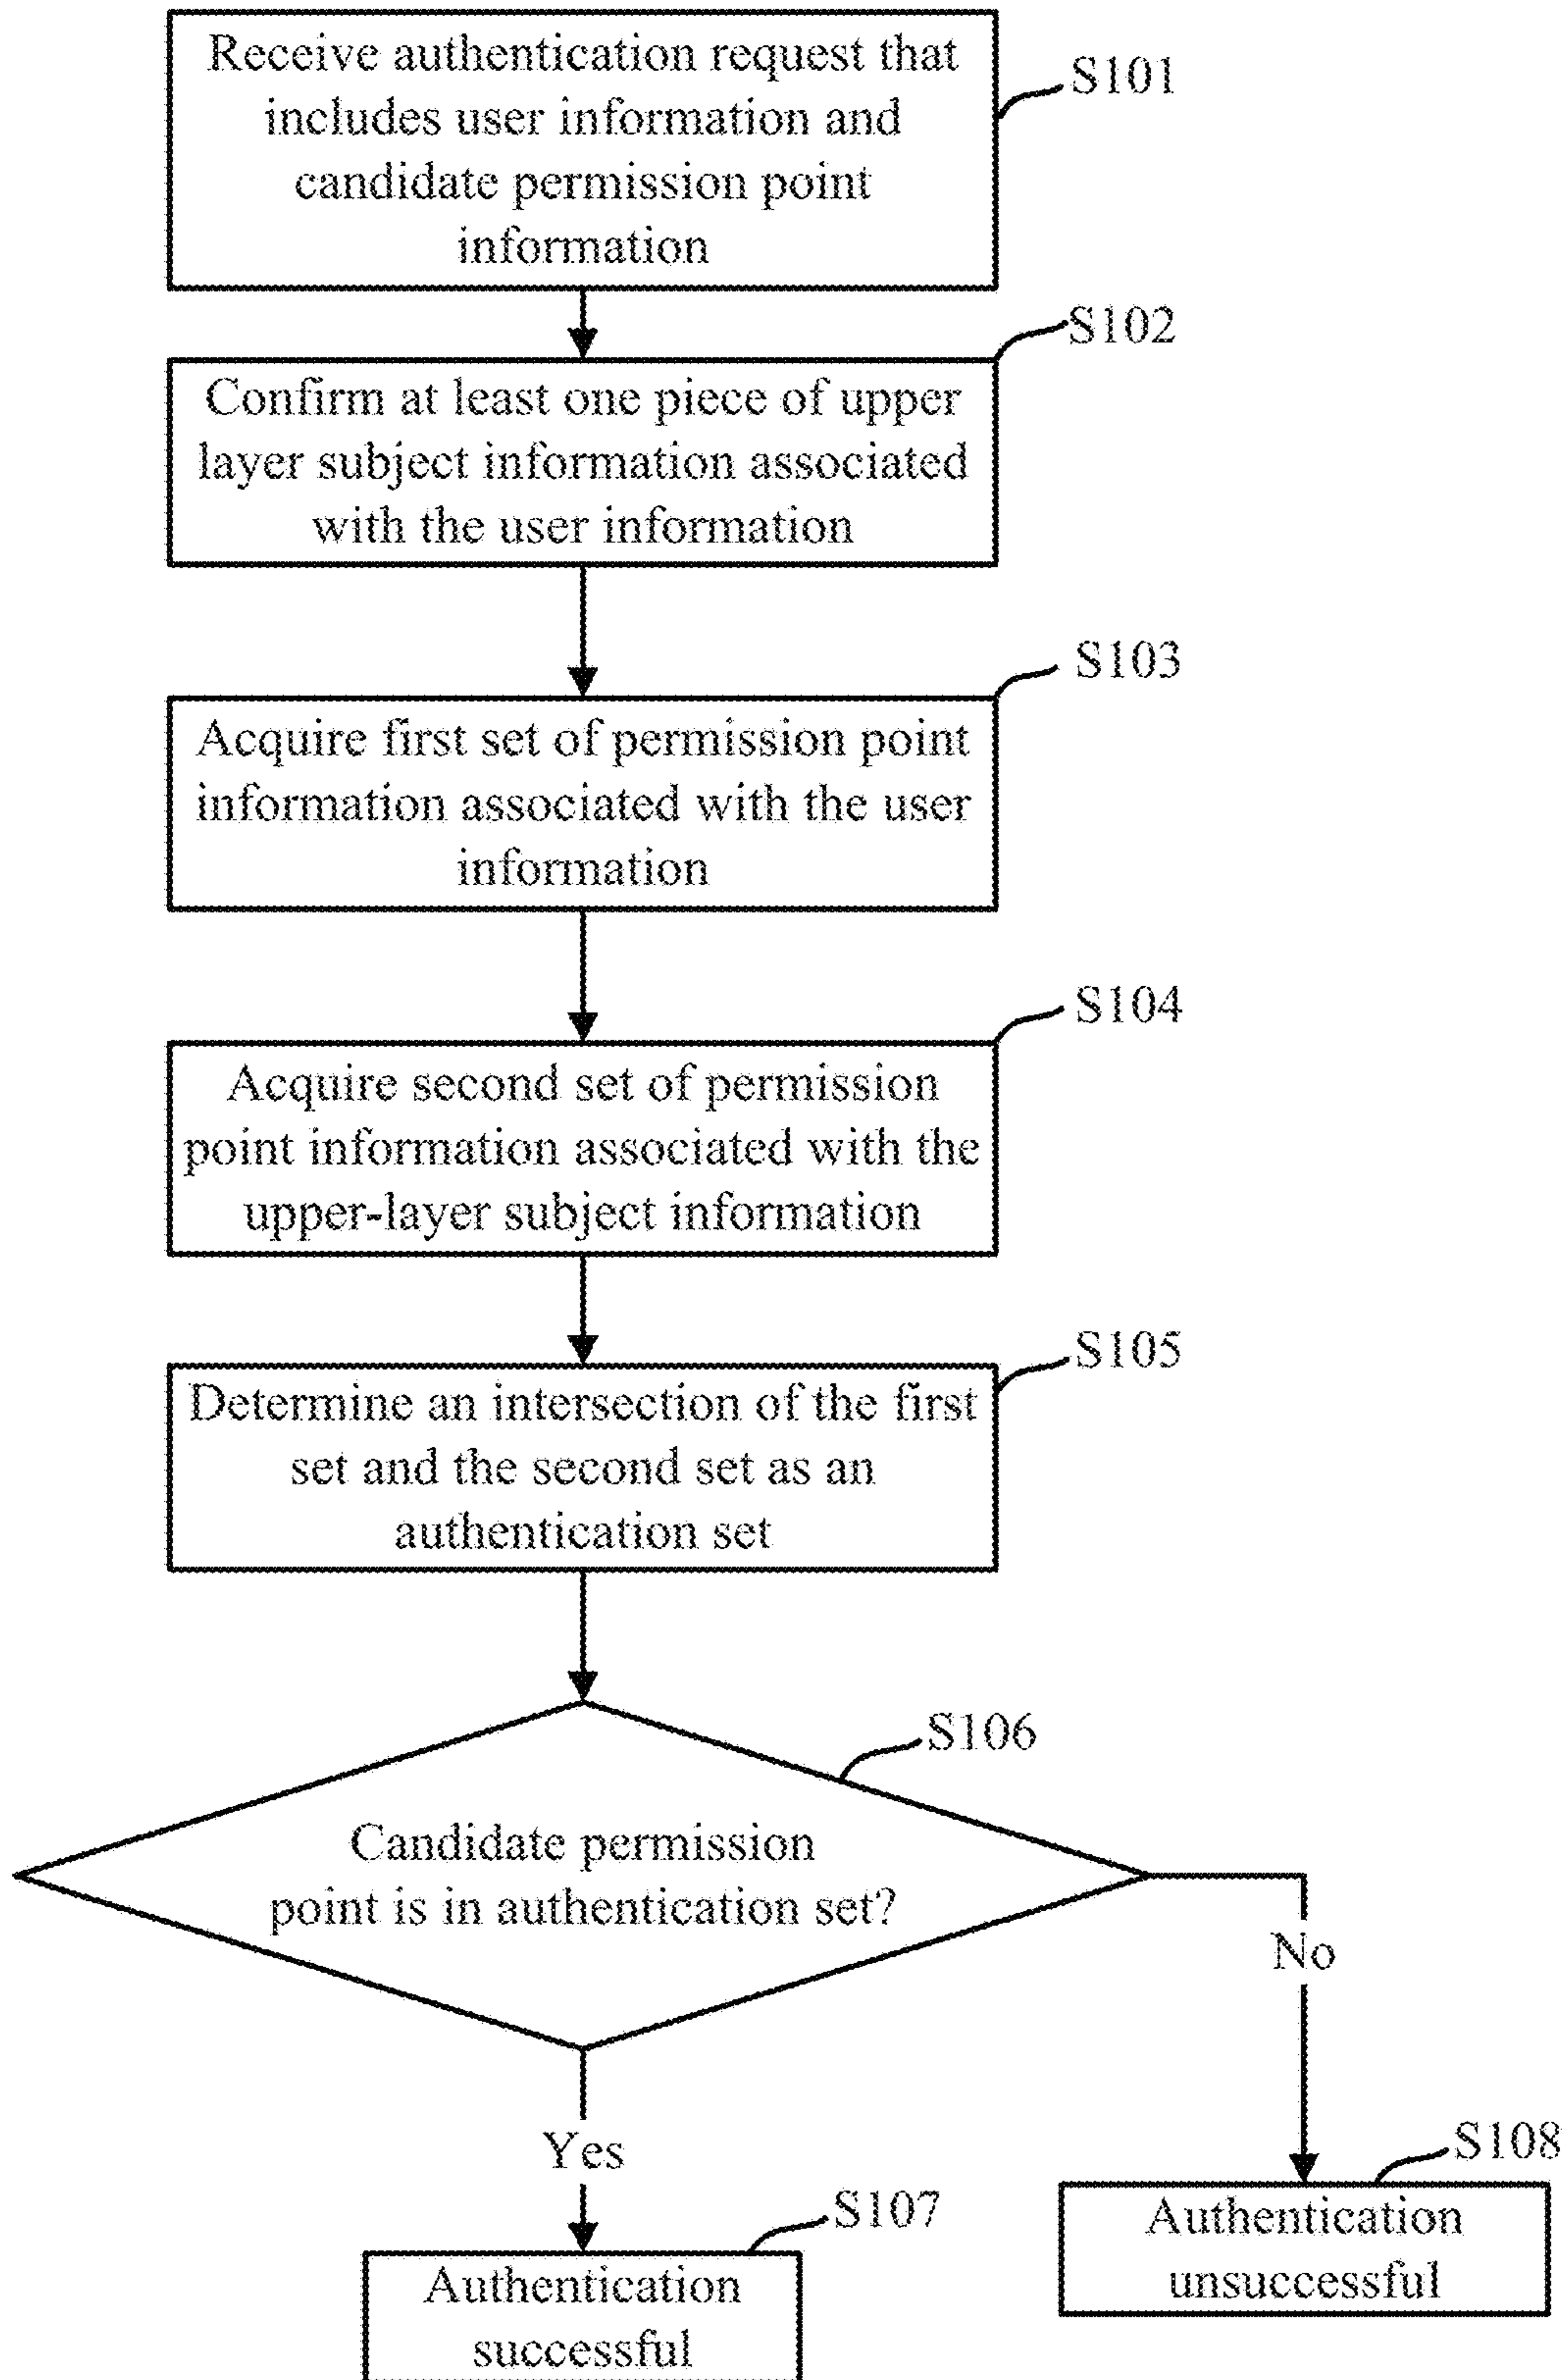 Receive authentication request that
includes user information and
candidate permission point
information
S101
S102
Confirm at least one piece of upper
layer subject information associated
with the user information
S103
Acquire first set of permission point
information associated with the user
information
S104
Acquire second set of permission
point information associated with the
upper-layer subject information
S105
Determine an intersection of the first
set and the second set as an
authentication set
S106
Candidate permission
point is in authentication set?
No
Yes
S108
Authentication
unsuccessful
S107
Authentication
successful